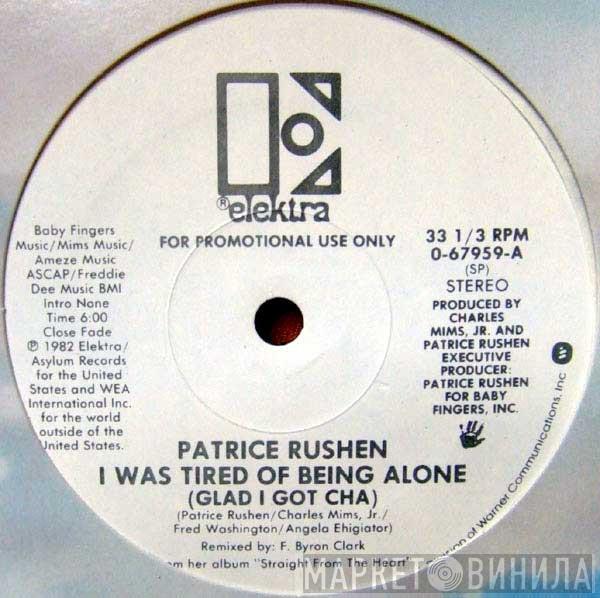 ® elektra
FOR PROMOTIONAL USE ONLY
Baby Fingers
Music/Mims Music/
Ameze Music
ASCAP/Freddie
Dee Music BMI
Intro None
Time 6:00
Close Fade
℗ 1982 Elektra/
Asylum Records
for the United
States and WEA
International Inc.
for the world
outside of the
United States.
33 1/3 RPM
0-67959-A
(SP)
STEREO
PRODUCED BY
CHARLES
MIMS, JR. AND
PATRICE RUSHEN
EXECUTIVE
PRODUCER:
PATRICE RUSHEN
FOR BABY
FINGERS, INC.
PATRICE RUSHEN
I WAS TIRED OF BEING ALONE
(GLAD I GOT CHA)
(Patrice Rushen/Charles Mims, Jr./
Fred Washington/Angela Ehigiator)
Remixed by: F. Byron Clark
her album "Straight From The Heart"
of Warner Communications, Inc
МАРКЕТ ВИНИЛА